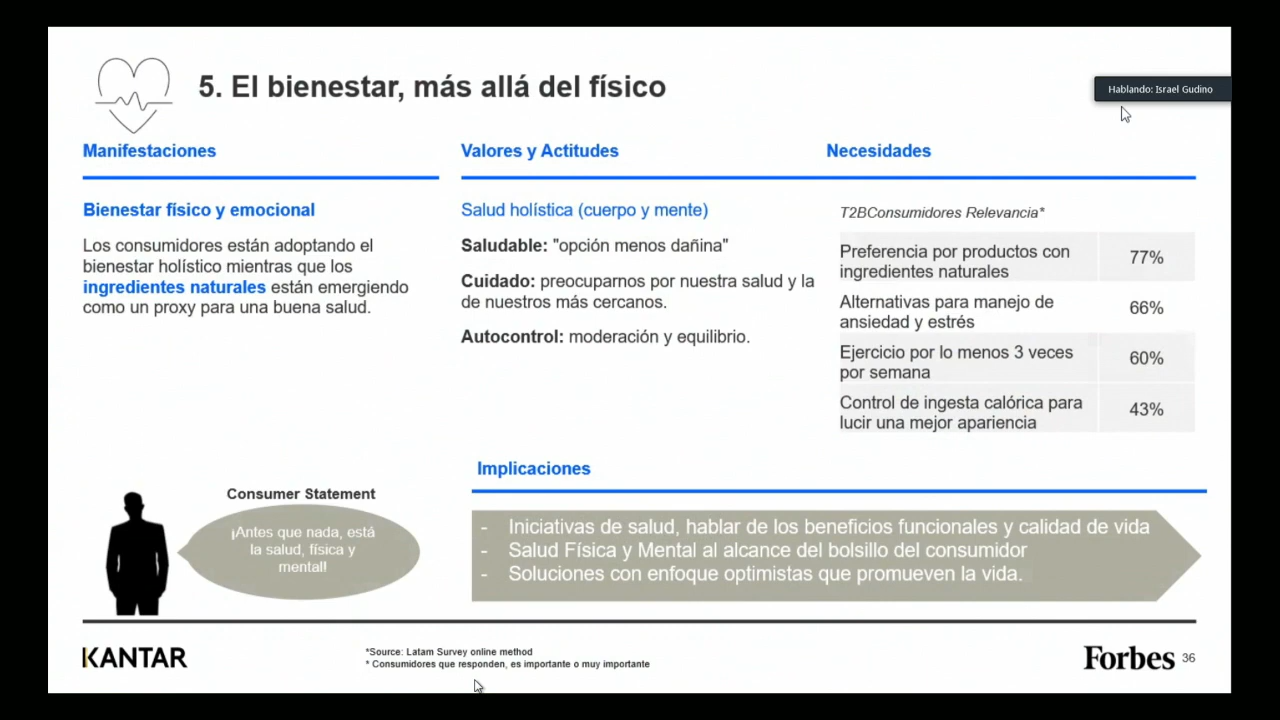 5. El bienestar, más allá del físico
Hablando: Israel Gudino
Manifestaciones
Bienestar físico y emocional
Los consumidores están adoptando el
bienestar holístico mientras que los
ingredientes naturales están emergiendo
como un proxy para una buena salud.
Valores y Actitudes
Salud holística (cuerpo y mente)
Saludable: "opción menos dañina"
Cuidado: preocuparnos por nuestra salud y la
de nuestros más cercanos.
Autocontrol: moderación y equilibrio.
Necesidades
T2BConsumidores Relevancia*
Preferencia por productos con
ingredientes naturales
77%
Alternativas para manejo de
ansiedad y estrés
66%
Ejercicio por lo menos 3 veces
por semana
60%
Control de ingesta calórica para
lucir una mejor apariencia
43%
Consumer Statement
¡Antes que nada, está
la salud, física y
mental!
Implicaciones
- Iniciativas de salud, hablar de los beneficios funcionales y calidad de vida
- Salud Física y Mental al alcance del bolsillo del consumidor
- Soluciones con enfoque optimistas que promueven la vida.
KANTAR
*Source: Latam Survey online method
* Consumidores que responden, es importante o muy importante
Forbes
36